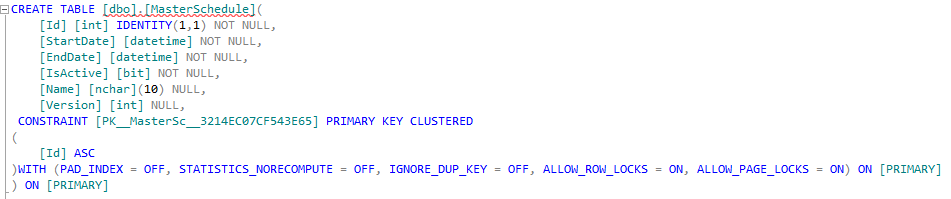 CREATE TABLE [dbo].[MasterSchedule](
    [Id] [int] IDENTITY(1,1) NOT NULL,
    [StartDate] [datetime] NOT NULL,
    [EndDate] [datetime] NOT NULL,
    [IsActive] [bit] NOT NULL,
    [Name] [nchar](10) NULL,
    [Version] [int] NULL,
 CONSTRAINT [PK__MasterSc__3214EC07CF543E65] PRIMARY KEY CLUSTERED
(
    [Id] ASC
)WITH (PAD_INDEX = OFF, STATISTICS_NORECOMPUTE = OFF, IGNORE_DUP_KEY = OFF, ALLOW_ROW_LOCKS = ON, ALLOW_PAGE_LOCKS = ON) ON [PRIMARY]
) ON [PRIMARY]